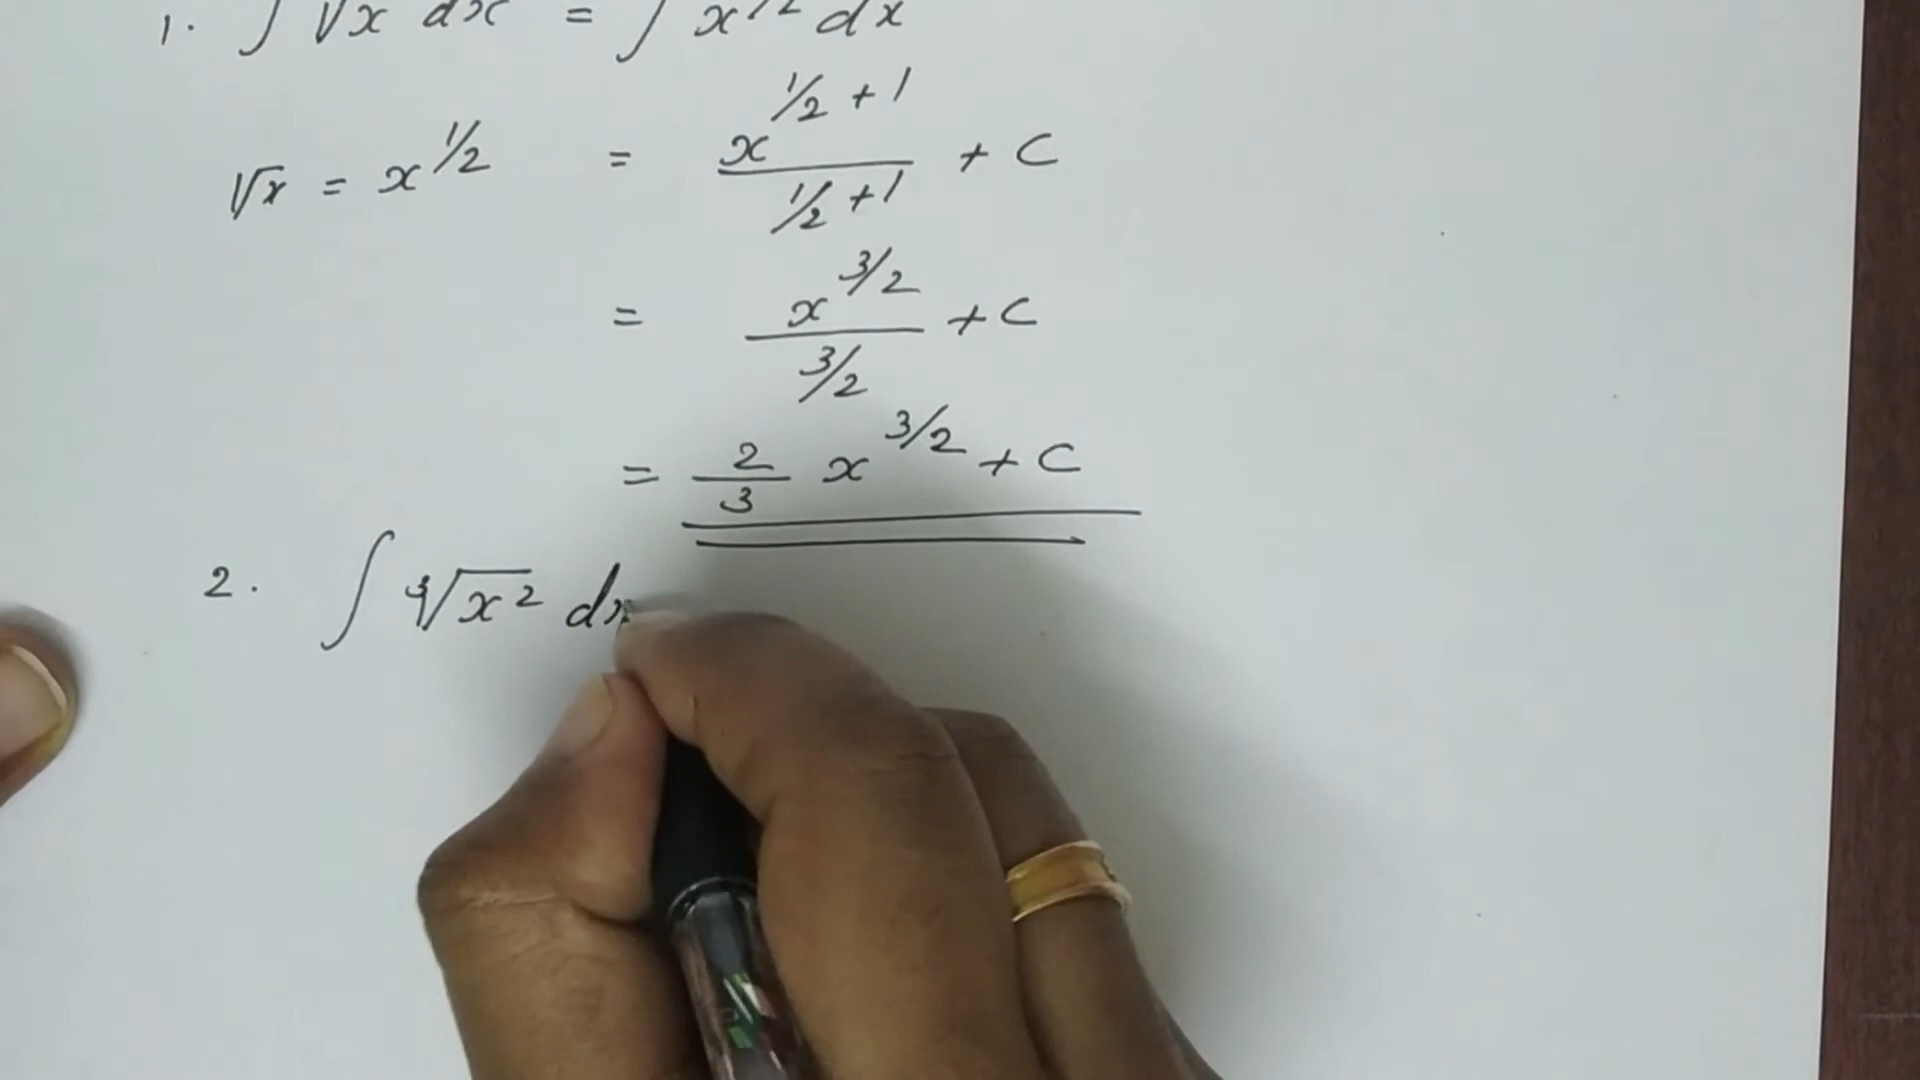 1. ∫ √x dx = ∫ x^1/2 dx
√x = x^1/2 = x^(1/2 + 1) / (1/2 + 1) + C
= x^3/2 / 3/2 + C
= 2/3 x^3/2 + C
2. ∫ ∛x² dx